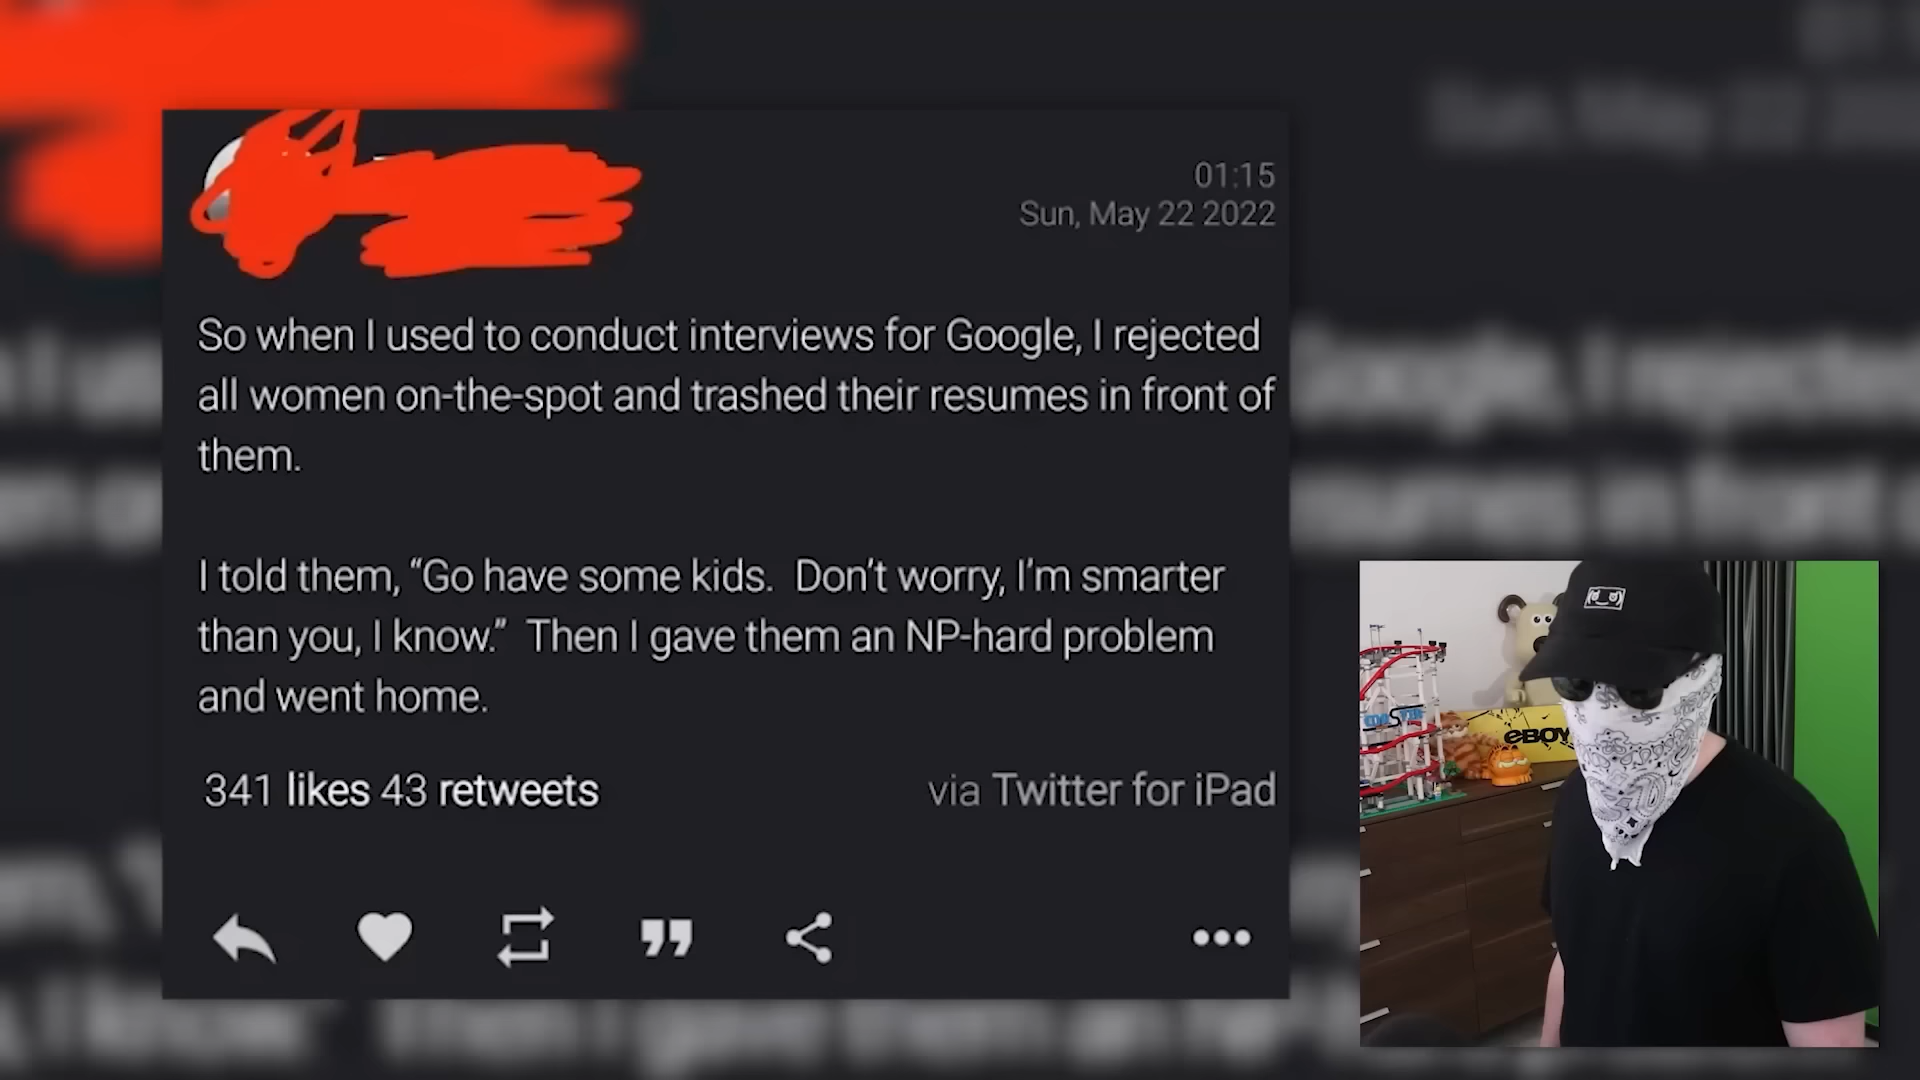 01:15
Sun, May 22 2022
So when I used to conduct interviews for Google, I rejected
all women on-the-spot and trashed their resumes in front of
them.
I told them, “Go have some kids.  Don’t worry, I’m smarter
than you, I know.”  Then I gave them an NP-hard problem
and went home.
341 likes 43 retweets
via Twitter for iPad
eBOY